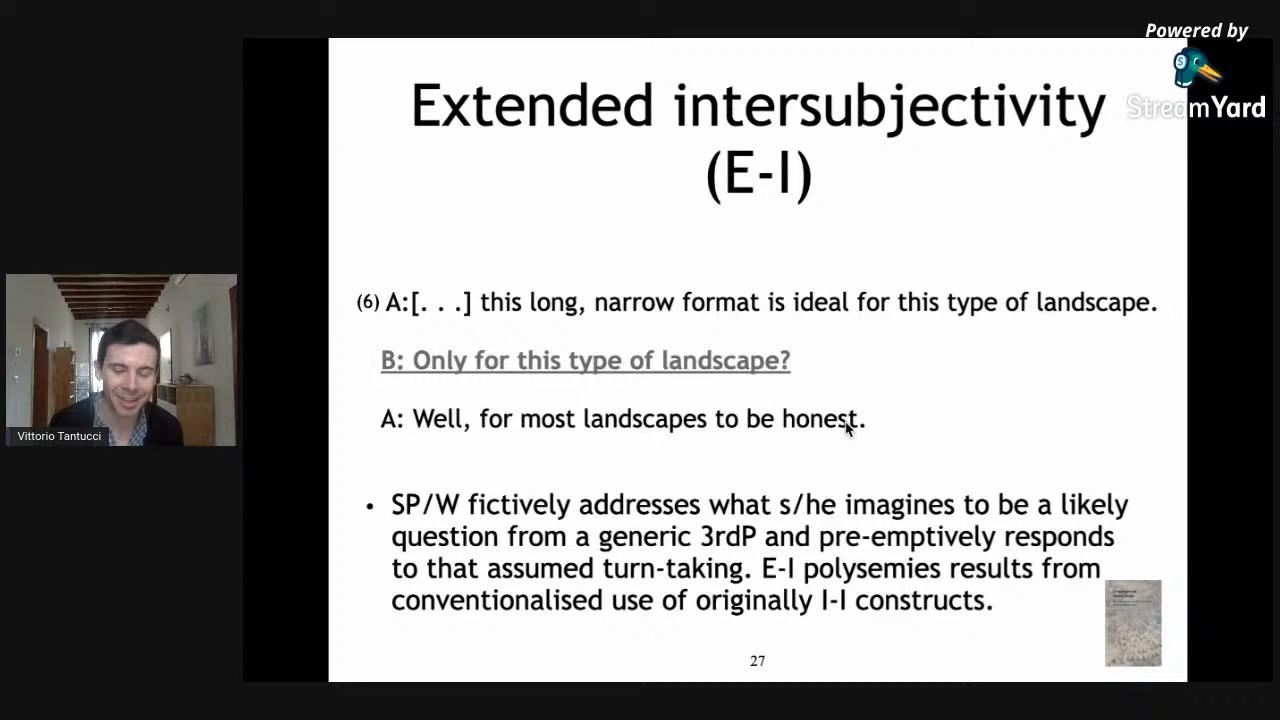 Powered by
StreamYard
Extended intersubjectivity
(E-I)
(6) A:[. . .] this long, narrow format is ideal for this type of landscape.
B: Only for this type of landscape?
A: Well, for most landscapes to be honest.
• SP/W fictively addresses what s/he imagines to be a likely
question from a generic 3rdP and pre-emptively responds
to that assumed turn-taking. E-I polysemies results from
conventionalised use of originally I-I constructs.
27
Vittorio Tantucci